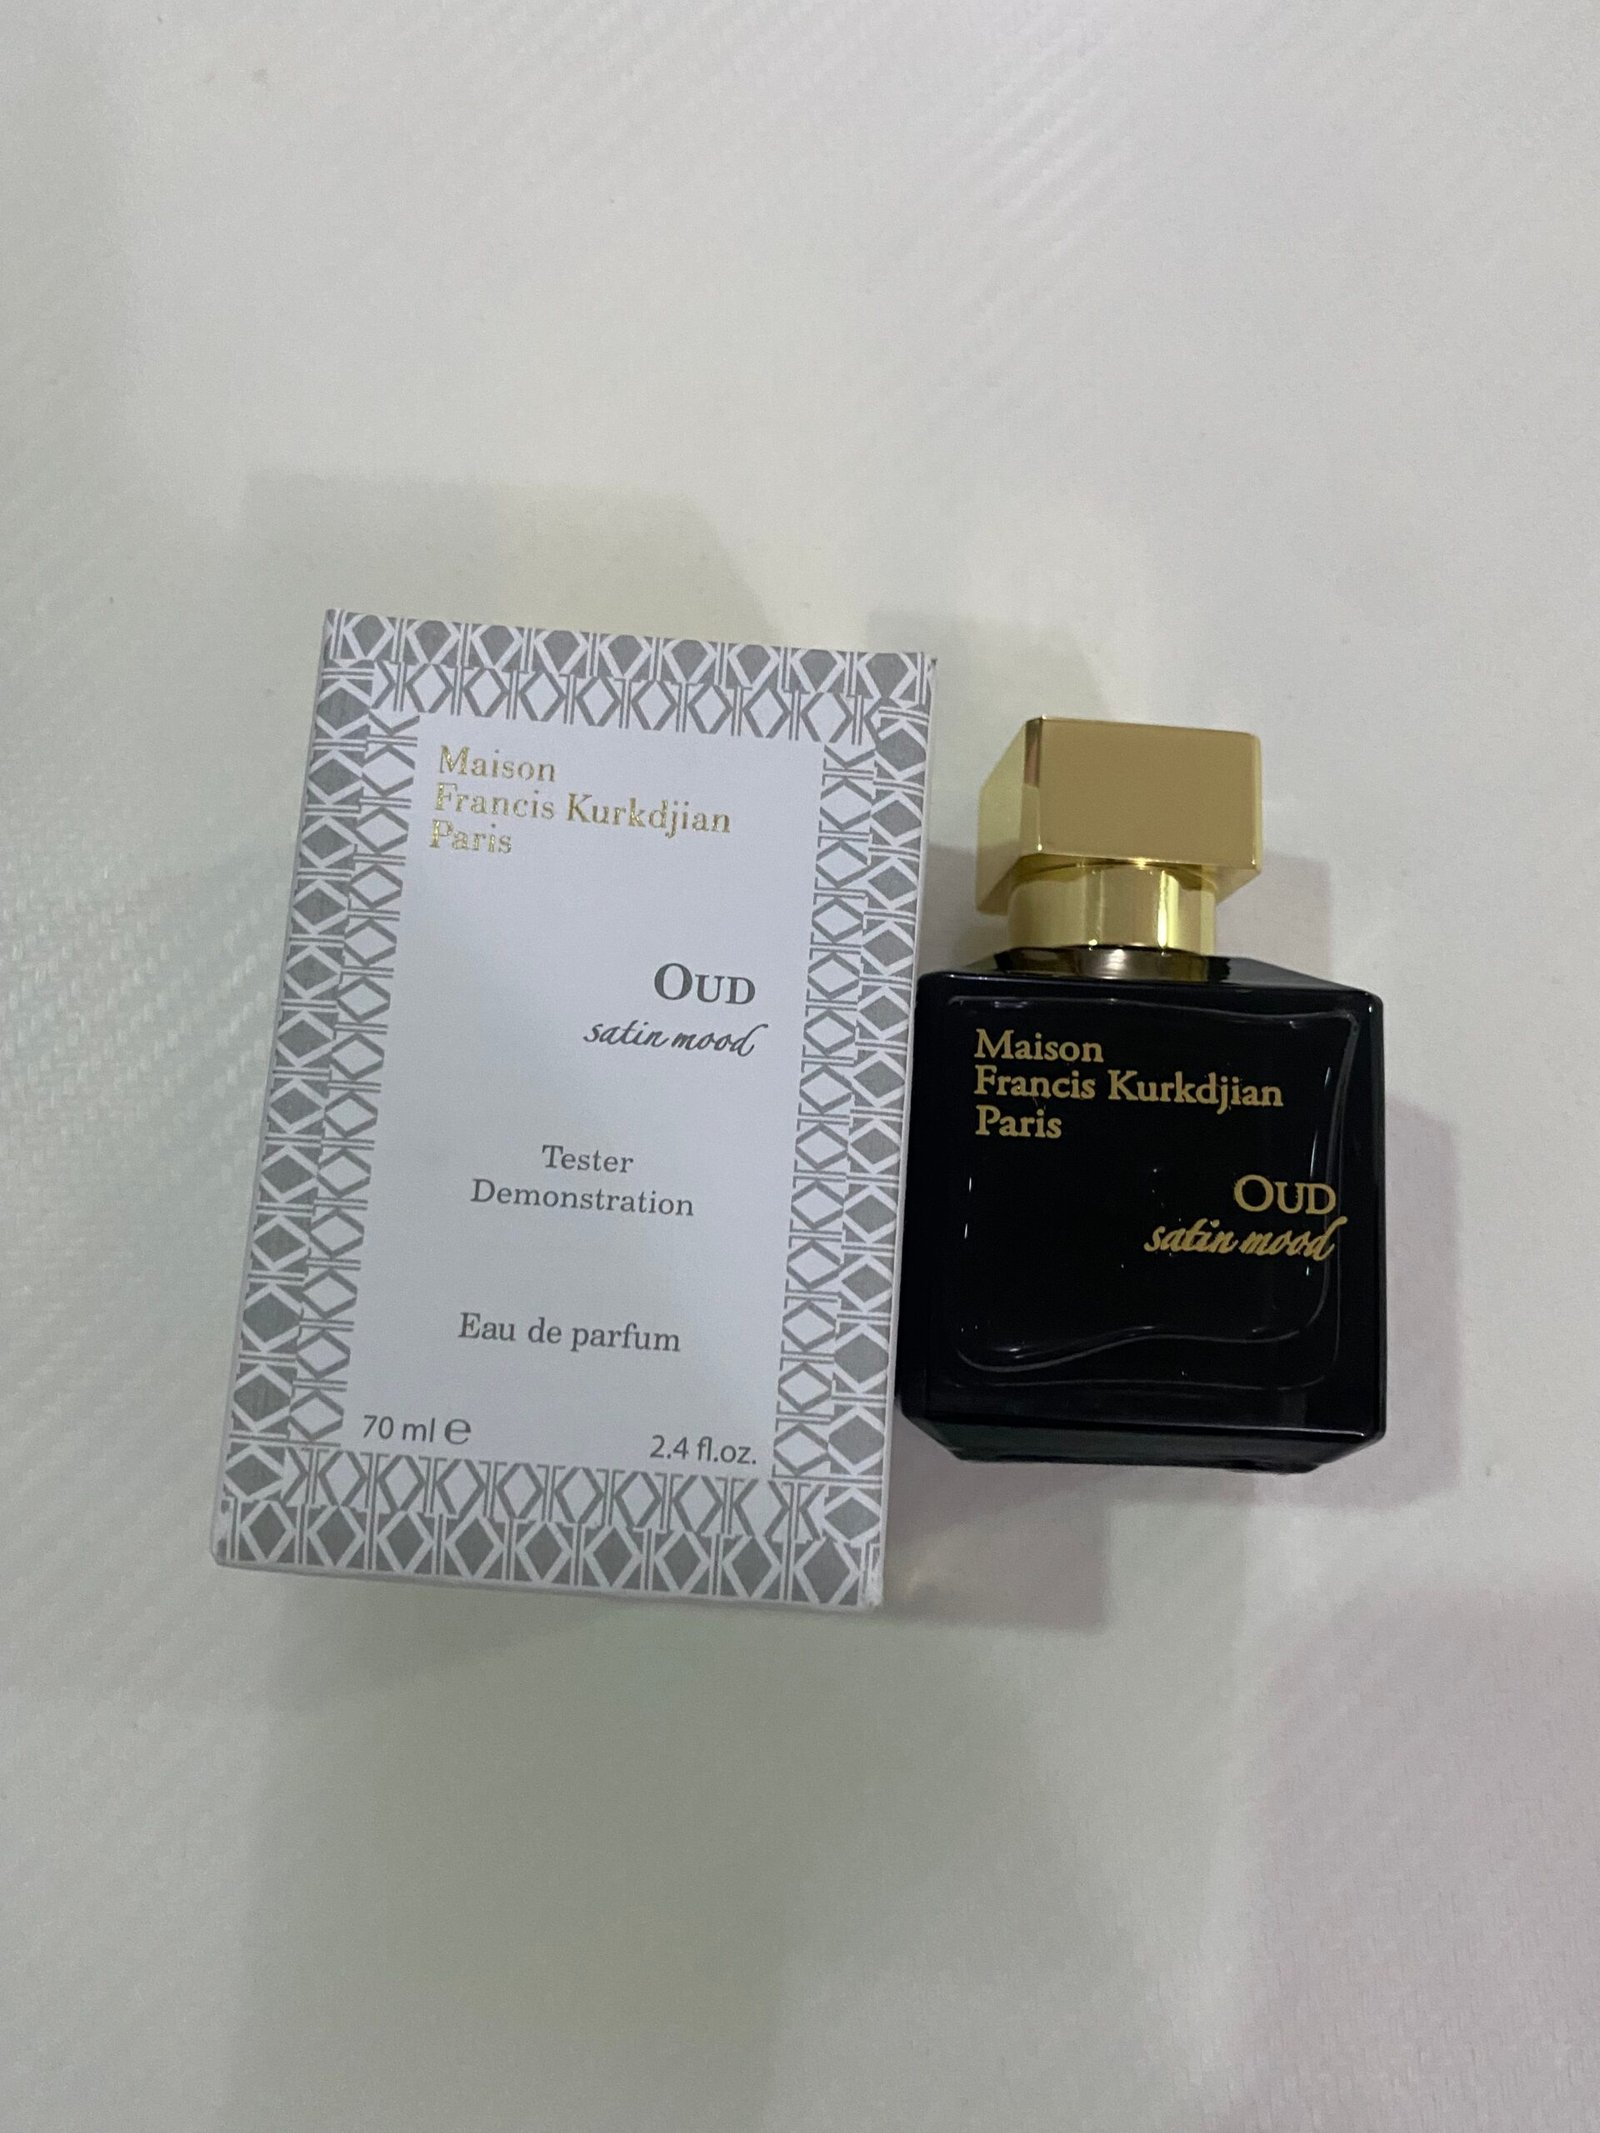 Maison
Francis Kurkdjian
Paris
OUD
satin mood
Tester
Demonstration
Eau de parfum
70 ml ℮
2.4 fl.oz.
Maison
Francis Kurkdjian
Paris
OUD
satin mood